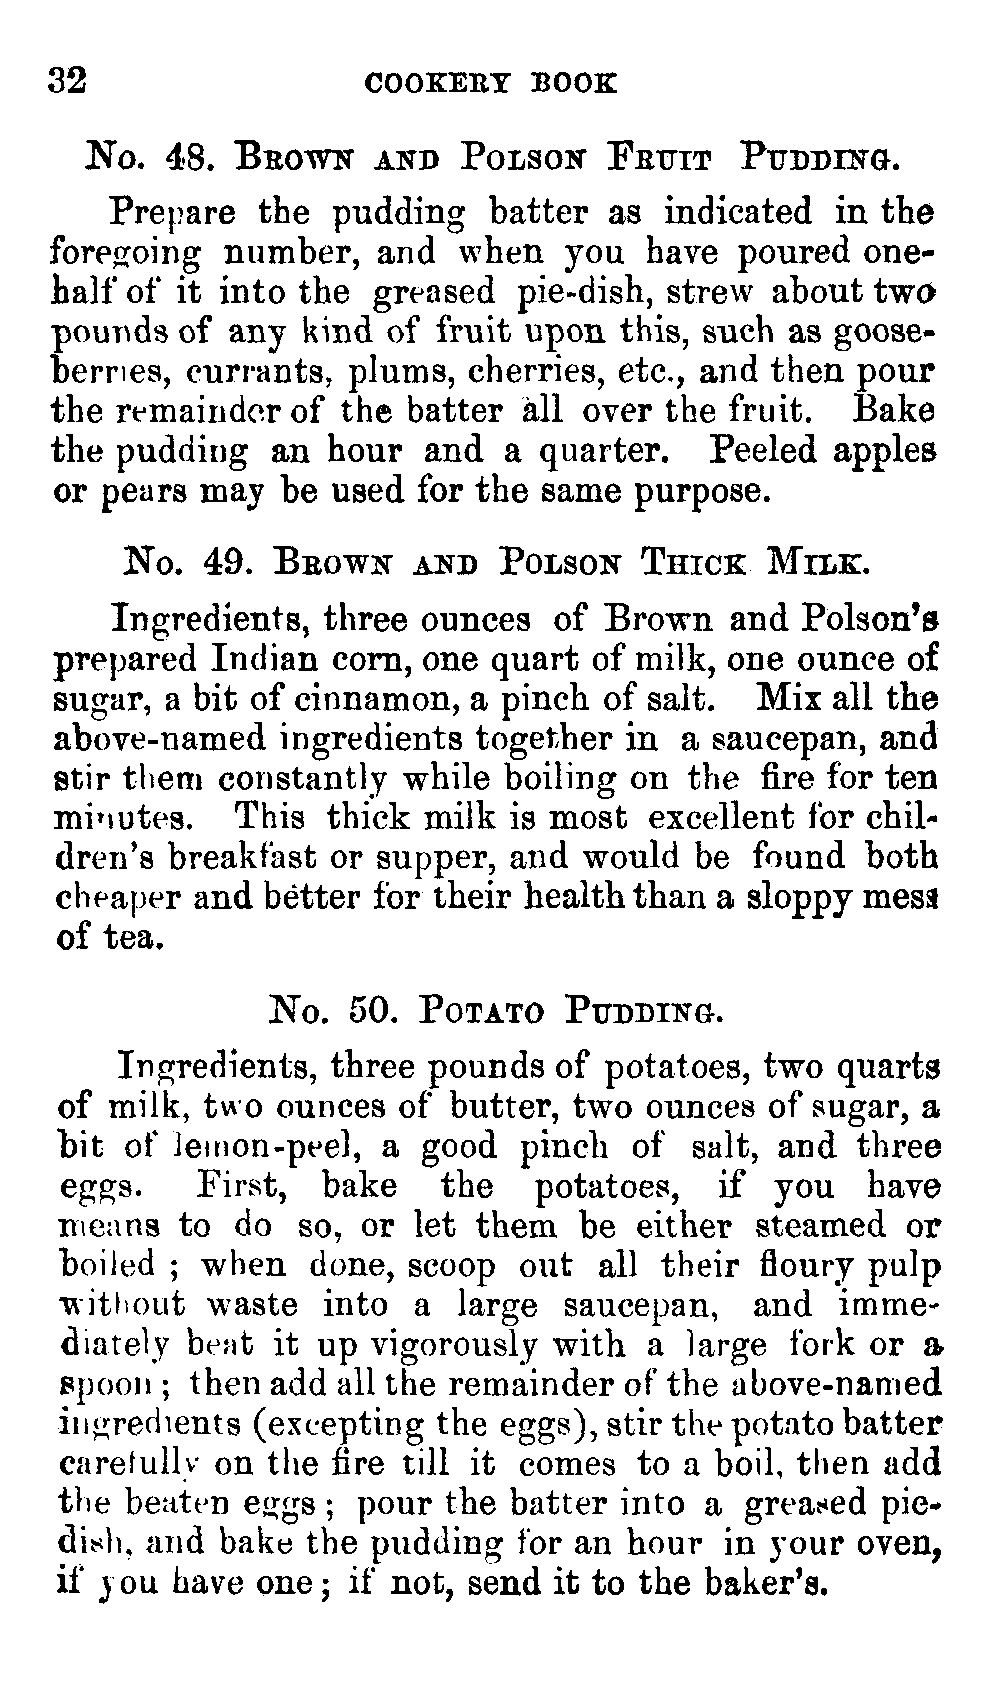 32 COOKERY BOOK
No. 48. Brown and Polson Fruit Pudding.
Prepare the pudding batter as indicated in the
foregoing number, and when you have poured one-
half of it into the greased pie-dish, strew about two
pounds of any kind of fruit upon this, such as goose-
berries, currants, plums, cherries, etc., and then pour
the remainder of the batter all over the fruit. Bake
the pudding an hour and a quarter. Peeled apples
or pears may be used for the same purpose.
No. 49. Brown and Polson Thick Milk.
Ingredients, three ounces of Brown and Polson's
prepared Indian corn, one quart of milk, one ounce of
sugar, a bit of cinnamon, a pinch of salt. Mix all the
above-named ingredients together in a saucepan, and
stir them constantly while boiling on the fire for ten
minutes. This thick milk is most excellent for chil-
dren's breakfast or supper, and would be found both
cheaper and better for their health than a sloppy mess
of tea.
No. 50. Potato Pudding.
Ingredients, three pounds of potatoes, two quarts
of milk, two ounces of butter, two ounces of sugar, a
bit of lemon-peel, a good pinch of salt, and three
eggs. First, bake the potatoes, if you have
means to do so, or let them be either steamed or
boiled ; when done, scoop out all their floury pulp
without waste into a large saucepan, and imme-
diately beat it up vigorously with a large fork or a
spoon ; then add all the remainder of the above-named
ingredients (excepting the eggs), stir the potato batter
carefully on the fire till it comes to a boil, then add
the beaten eggs ; pour the batter into a greased pie-
dish, and bake the pudding for an hour in your oven,
if you have one ; if not, send it to the baker's.